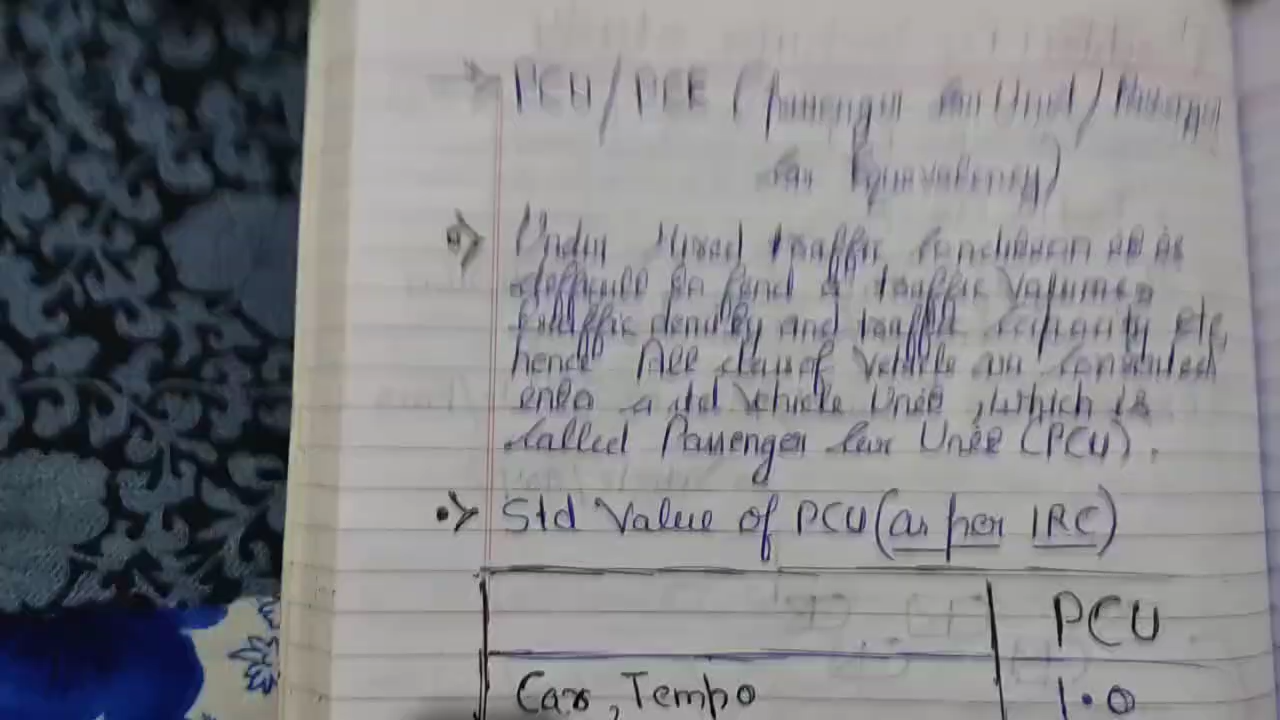 → PCU/PCE (Passenger Car Unit/Passenger
Car Equivalency)
Under Mixed traffic Condition it is
difficult to find a traffic Volume,
traffic density and traffic capacity etc,
hence All class of Vehicle are Converted
into a std Vehicle Unit, which is
called Passenger Car Unit (PCU).
•> Std Value of PCU (as per IRC)
PCU
Car, Tempo 1.0